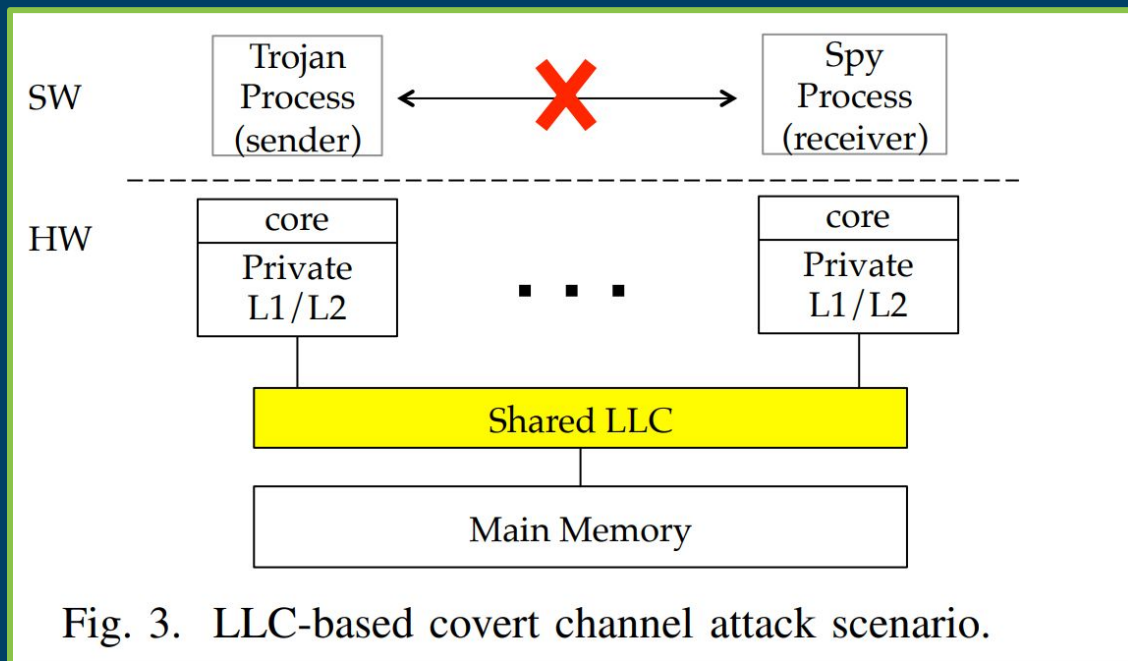 SW
Trojan
Process
(sender)
Spy
Process
(receiver)
HW
core
Private
L1/L2
. . .
core
Private
L1/L2
Shared LLC
Main Memory
Fig. 3. LLC-based covert channel attack scenario.